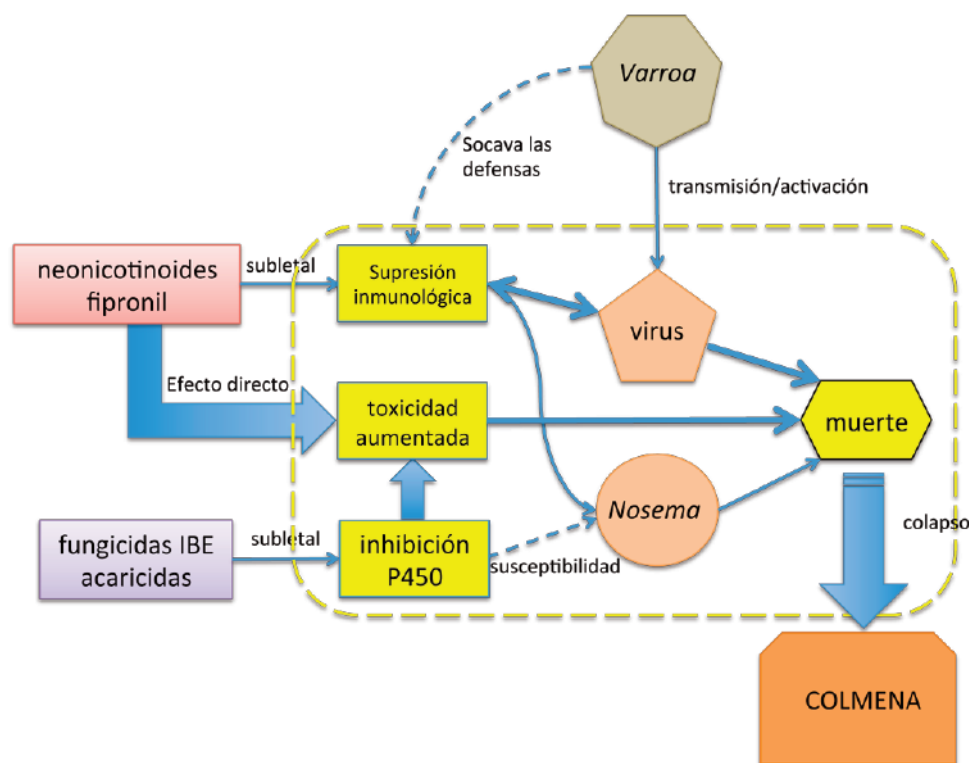 Varroa
Socava las
defensas
transmisión/activación
neonicotinoides
fipronil
subletal
Supresión
inmunológica
virus
Efecto directo
toxicidad
aumentada
muerte
Nosema
colapso
fungicidas IBE
acaricidas
subletal
inhibición
P450
susceptibilidad
COLMENA